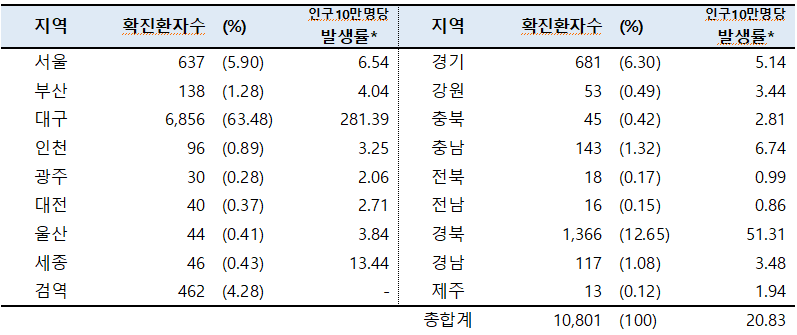 지역 확진환자수 (%) 인구10만명당 발생률* 지역 확진환자수 (%) 인구10만명당 발생률*
서울 637 (5.90) 6.54 경기 681 (6.30) 5.14
부산 138 (1.28) 4.04 강원 53 (0.49) 3.44
대구 6,856 (63.48) 281.39 충북 45 (0.42) 2.81
인천 96 (0.89) 3.25 충남 143 (1.32) 6.74
광주 30 (0.28) 2.06 전북 18 (0.17) 0.99
대전 40 (0.37) 2.71 전남 16 (0.15) 0.86
울산 44 (0.41) 3.84 경북 1,366 (12.65) 51.31
세종 46 (0.43) 13.44 경남 117 (1.08) 3.48
검역 462 (4.28) - 제주 13 (0.12) 1.94
총합계 10,801 (100) 20.83